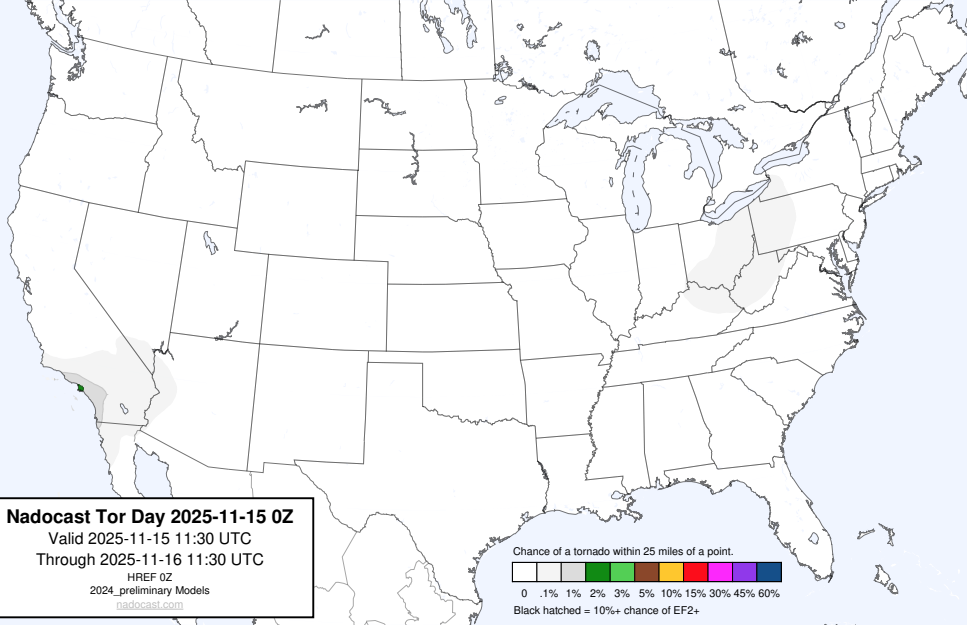 Nadocast Tor Day 2025-11-15 0Z
Valid 2025-11-15 11:30 UTC
Through 2025-11-16 11:30 UTC
HREF 0Z
2024_preliminary Models
nadocast.com
Chance of a tornado within 25 miles of a point.
0 .1% 1% 2% 3% 5% 10% 15% 30% 45% 60%
Black hatched = 10%+ chance of EF2+